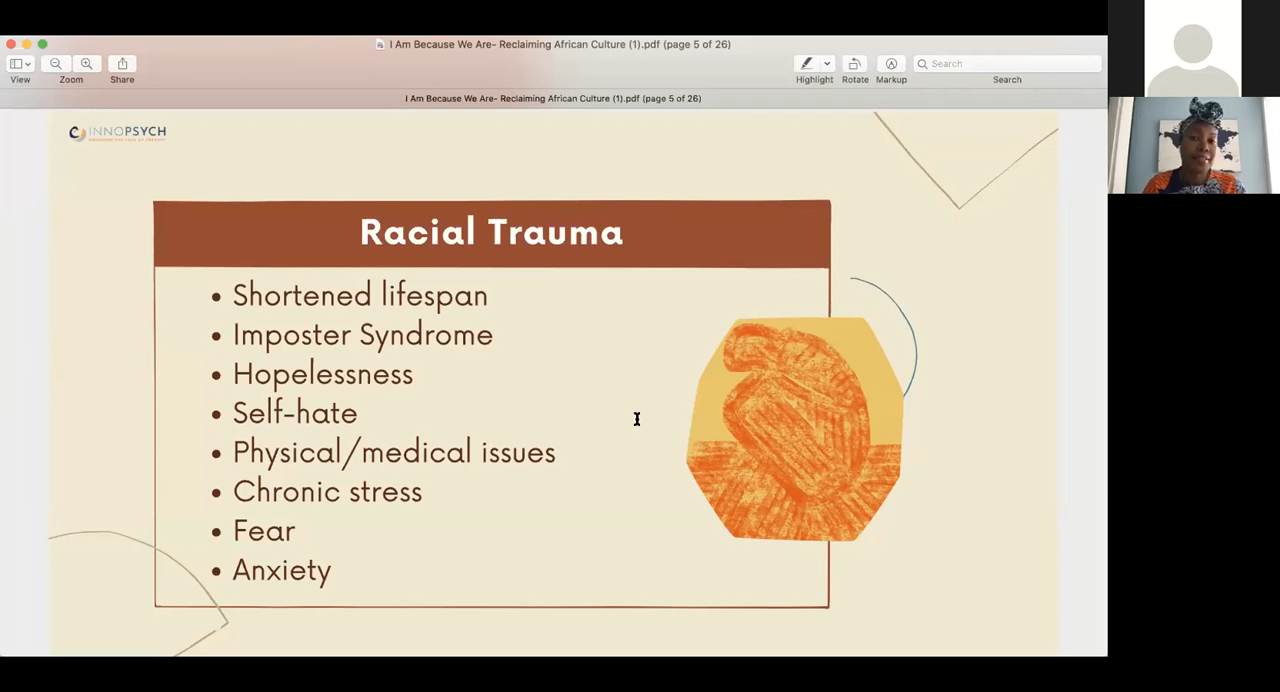 I Am Because We Are- Reclaiming African Culture (1).pdf (page 5 of 26)
View
Zoom
Share
Highlight
Rotate
Markup
Search
Search
I Am Because We Are- Reclaiming African Culture (1).pdf (page 5 of 26)
INNOPSYCH
Racial Trauma
• Shortened lifespan
• Imposter Syndrome
• Hopelessness
• Self-hate
• Physical/medical issues
• Chronic stress
• Fear
• Anxiety